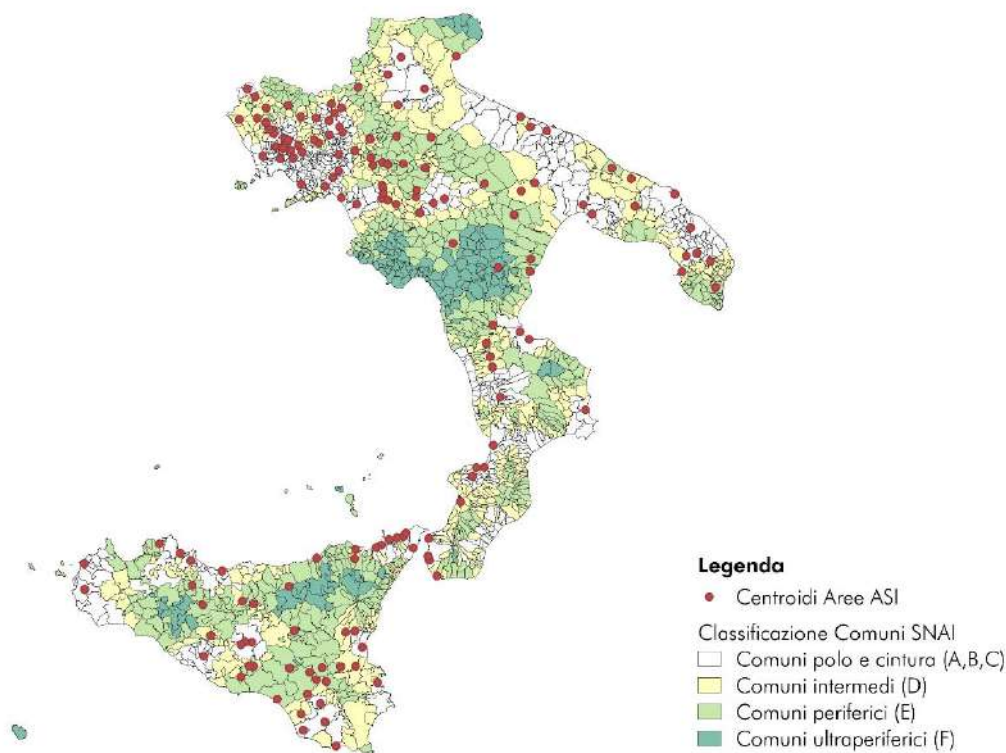 Legenda
Centroidi Aree ASI
Classificazione Comuni SNAI
Comuni polo e cintura (A,B,C)
Comuni intermedi (D)
Comuni periferici (E)
Comuni ultraperiferici (F)